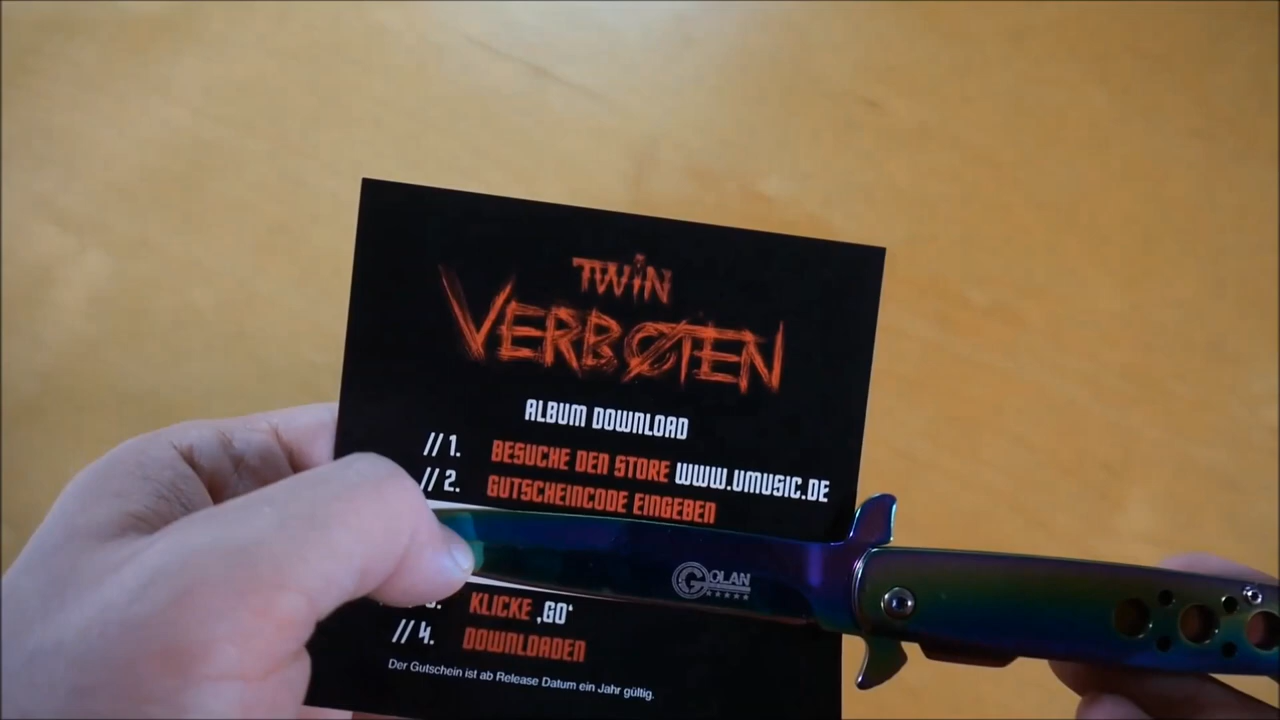 TWIN
VERBØTEN
ALBUM DOWNLOAD
// 1. BESUCHE DEN STORE WWW.UMUSIC.DE
// 2. GUTSCHEINCODE EINGEBEN
GOLAN
3. KLICKE ‚GO‘
// 4. DOWNLOADEN
Der Gutschein ist ab Release Datum ein Jahr gültig.